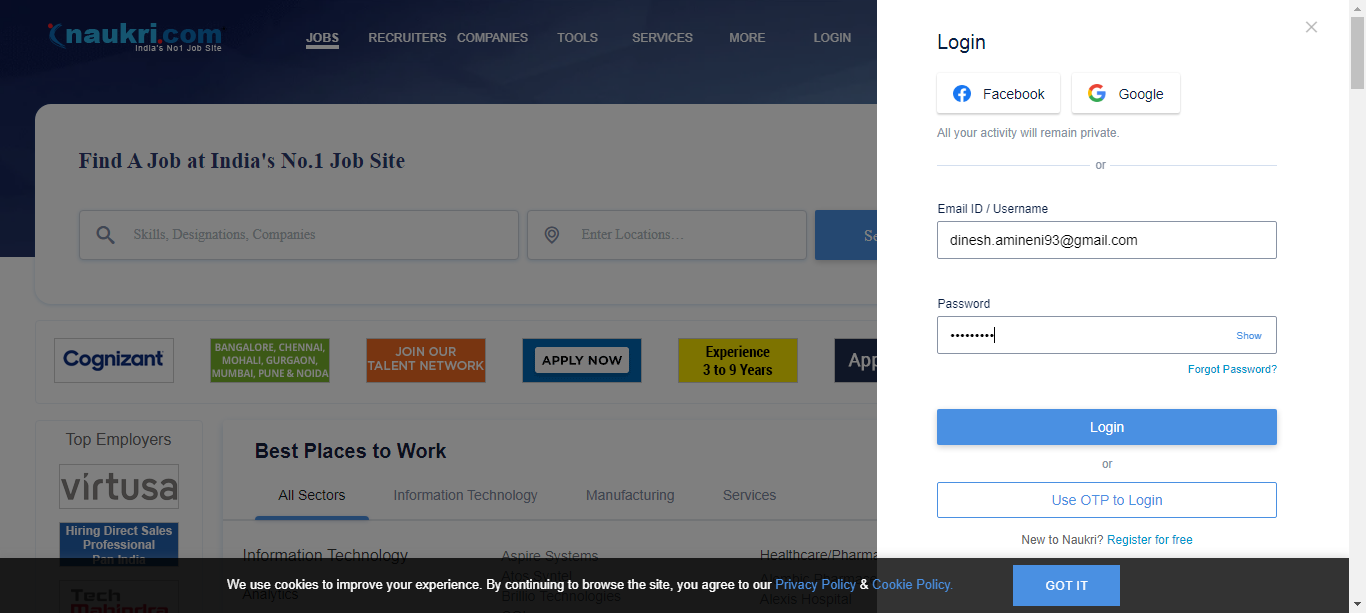 naukri.com
India's No1 Job Site
JOBS RECRUITERS COMPANIES TOOLS SERVICES MORE LOGIN
Find A Job at India's No.1 Job Site
Skills, Designations, Companies
Enter Locations...
Se
Cognizant
BANGALORE, CHENNAI,
MOHALI, GURGAON,
MUMBAI, PUNE & NOIDA
JOIN OUR
TALENT NETWORK
APPLY NOW
Experience
3 to 9 Years
App
Top Employers
virtusa
Hiring Direct Sales
Professional
Pan India
Tech
Mahindra
Best Places to Work
All Sectors Information Technology Manufacturing Services
Information Technology Aspire Systems Healthcare/Pharma
Analytics
Brillio Technologies
Alexis Hospital
Login
Facebook
Google
All your activity will remain private.
or
Email ID / Username
dinesh.amineni93@gmail.com
Password
•••••••••
Show
Forgot Password?
Login
or
Use OTP to Login
New to Naukri? Register for free
We use cookies to improve your experience. By continuing to browse the site, you agree to our Privacy Policy & Cookie Policy.
GOT IT